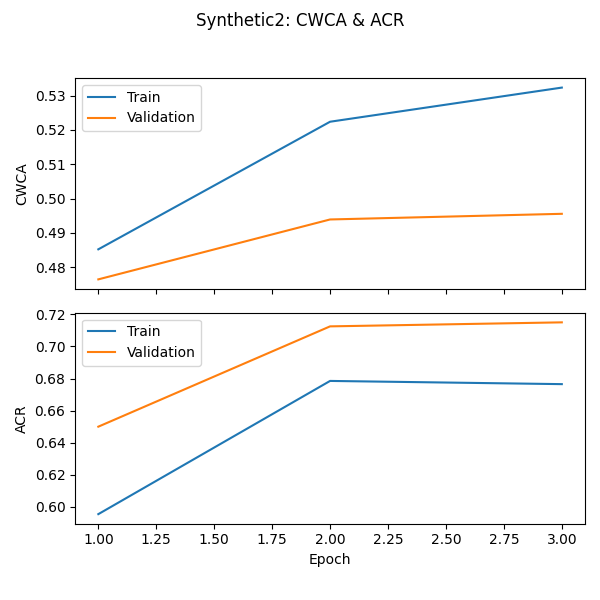 Synthetic2: CWCA & ACR
Train
Validation
0.53
0.52
0.51
0.50
0.49
0.48
CWCA
Train
Validation
0.72
0.70
0.68
0.66
0.64
0.62
0.60
ACR
1.00 1.25 1.50 1.75 2.00 2.25 2.50 2.75 3.00
Epoch